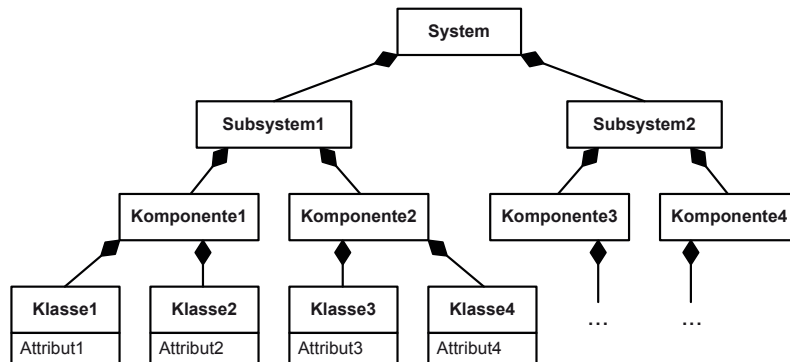 System
Subsystem1
Subsystem2
Komponente1
Komponente2
Komponente3
Komponente4
Klasse1
Klasse2
Klasse3
Klasse4
...
...
Attribut1
Attribut2
Attribut3
Attribut4